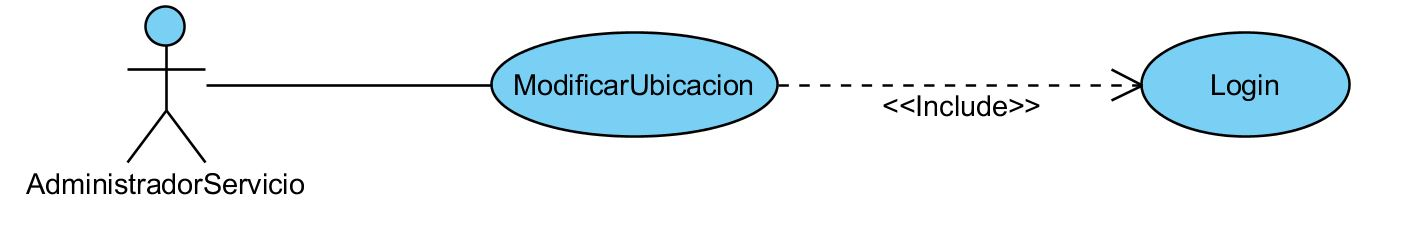 ModificarUbicacion
Login
<<Include>>
AdministradorServicio